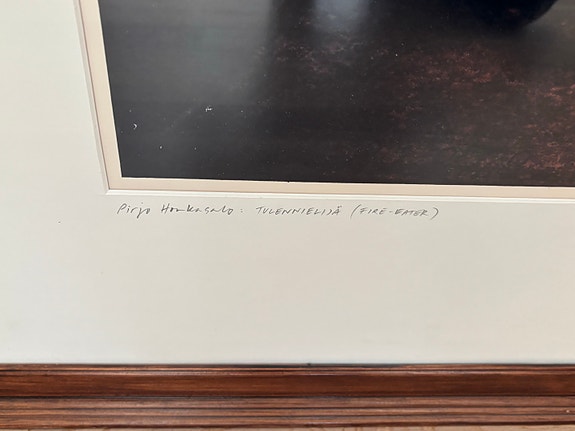 Pirjo Honkasalo: TULENNIELIJÄ (FIRE-EATER)